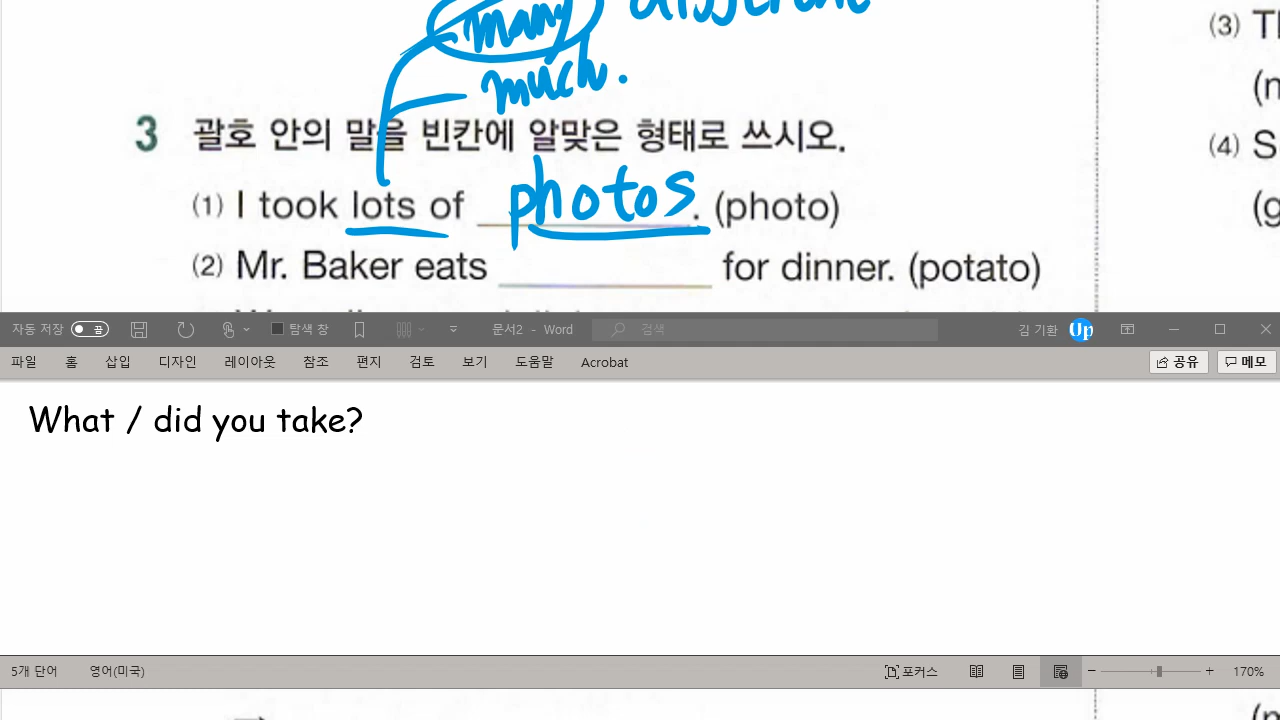 many different
much.
(3) Th
3 괄호 안의 말을 빈칸에 알맞은 형태로 쓰시오.
(1) I took lots of photos. (photo)
(4) S
(2) Mr. Baker eats for dinner. (potato)
(g
자동 저장 끔 탐색 창 문서2 - Word 검색 김 기환 Up
파일 홈 삽입 디자인 레이아웃 참조 편지 검토 보기 도움말 Acrobat 공유 메모
What / did you take?
5개 단어 영어(미국) 포커스 170%